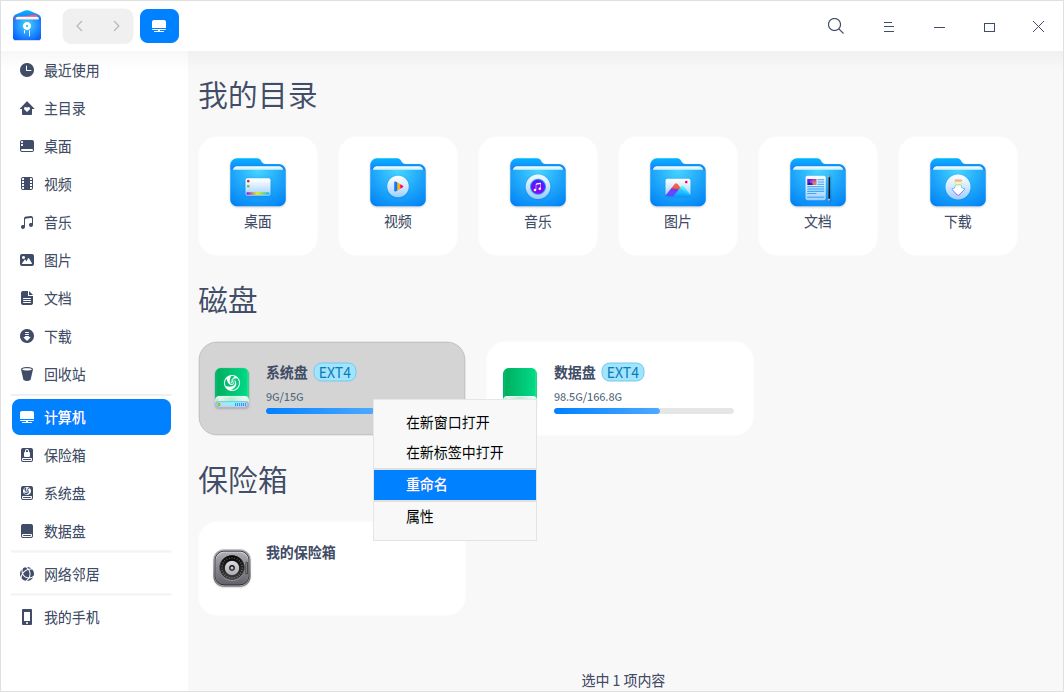 最近使用
主目录
桌面
视频
音乐
图片
文档
下载
回收站
计算机
保险箱
系统盘
数据盘
网络邻居
我的手机
我的目录
桌面
视频
音乐
图片
文档
下载
磁盘
系统盘 EXT4
9G/15G
数据盘 EXT4
98.5G/166.8G
在新窗口打开
在新标签中打开
重命名
属性
保险箱
我的保险箱
选中 1 项内容